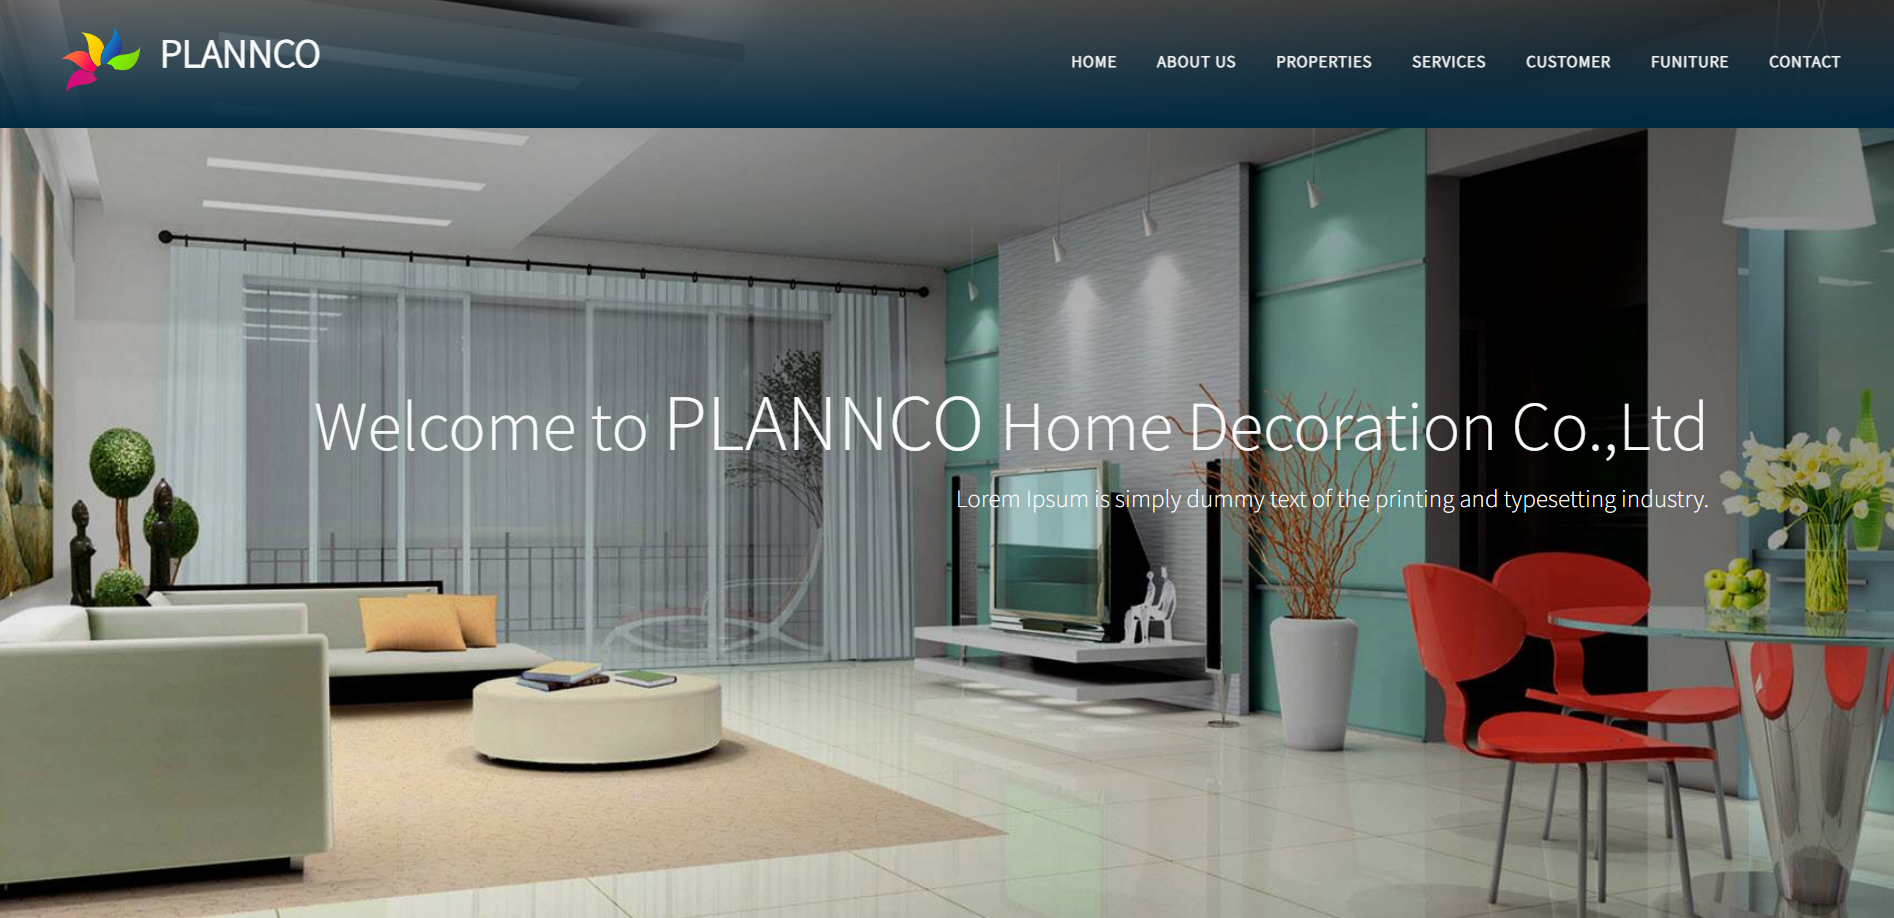 PLANNCO
HOME ABOUT US PROPERTIES SERVICES CUSTOMER FUNITURE CONTACT
Welcome to PLANNCO Home Decoration Co.,Ltd
Lorem Ipsum is simply dummy text of the printing and typesetting industry.